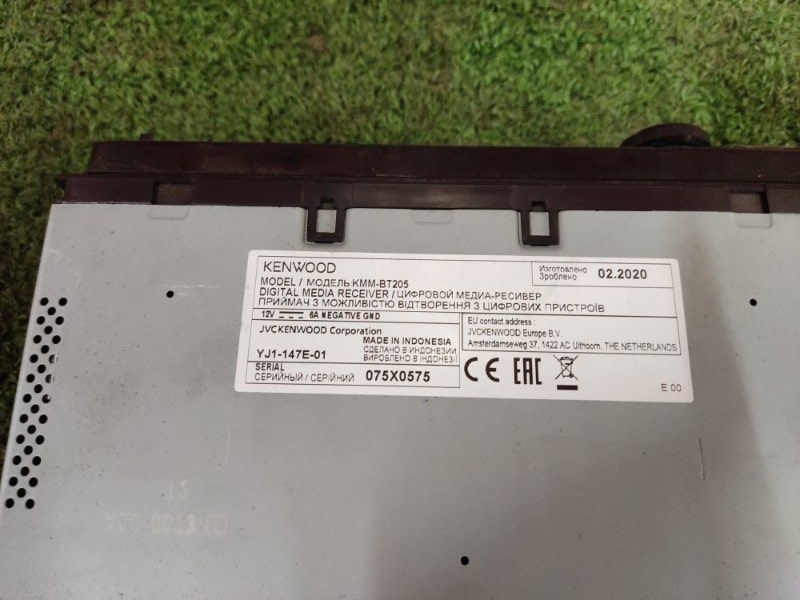 KENWOOD
Изготовлено
Зроблено 02.2020
MODEL / МОДЕЛЬ KMM-BT205
DIGITAL MEDIA RECEIVER / ЦИФРОВОЙ МЕДИА-РЕСИВЕР
ПРИЙМАЧ З МОЖЛИВІСТЮ ВІДТВОРЕННЯ З ЦИФРОВИХ ПРИСТРОЇВ
12V 6A NEGATIVE GND
JVCKENWOOD Corporation
MADE IN INDONESIA
YJ1-147E-01
СДЕЛАНО В ИНДОНЕЗИИ
ВИРОБЛЕНО В ІНДОНЕЗІЇ
SERIAL
СЕРИЙНЫЙ / СЕРІЙНИЙ 075X0575
EU contact address
JVCKENWOOD Europe B.V.
Amsterdamseweg 37, 1422 AC Uithoorn, THE NETHERLANDS
CE EAC
E 00